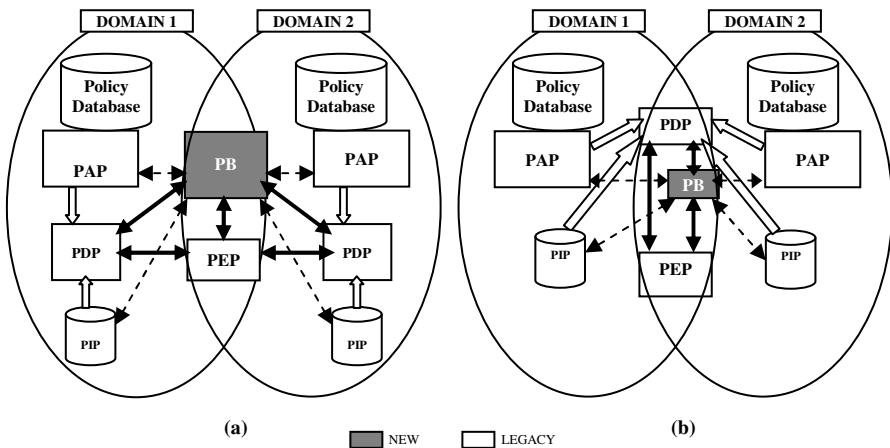 DOMAIN 1
DOMAIN 2
Policy
Database
Policy
Database
PAP
PB
PAP
PDP
PEP
PDP
PIP
PIP
(a)
DOMAIN 1
DOMAIN 2
Policy
Database
Policy
Database
PDP
PAP
PAP
PB
PIP
PIP
PEP
(b)
NEW
LEGACY